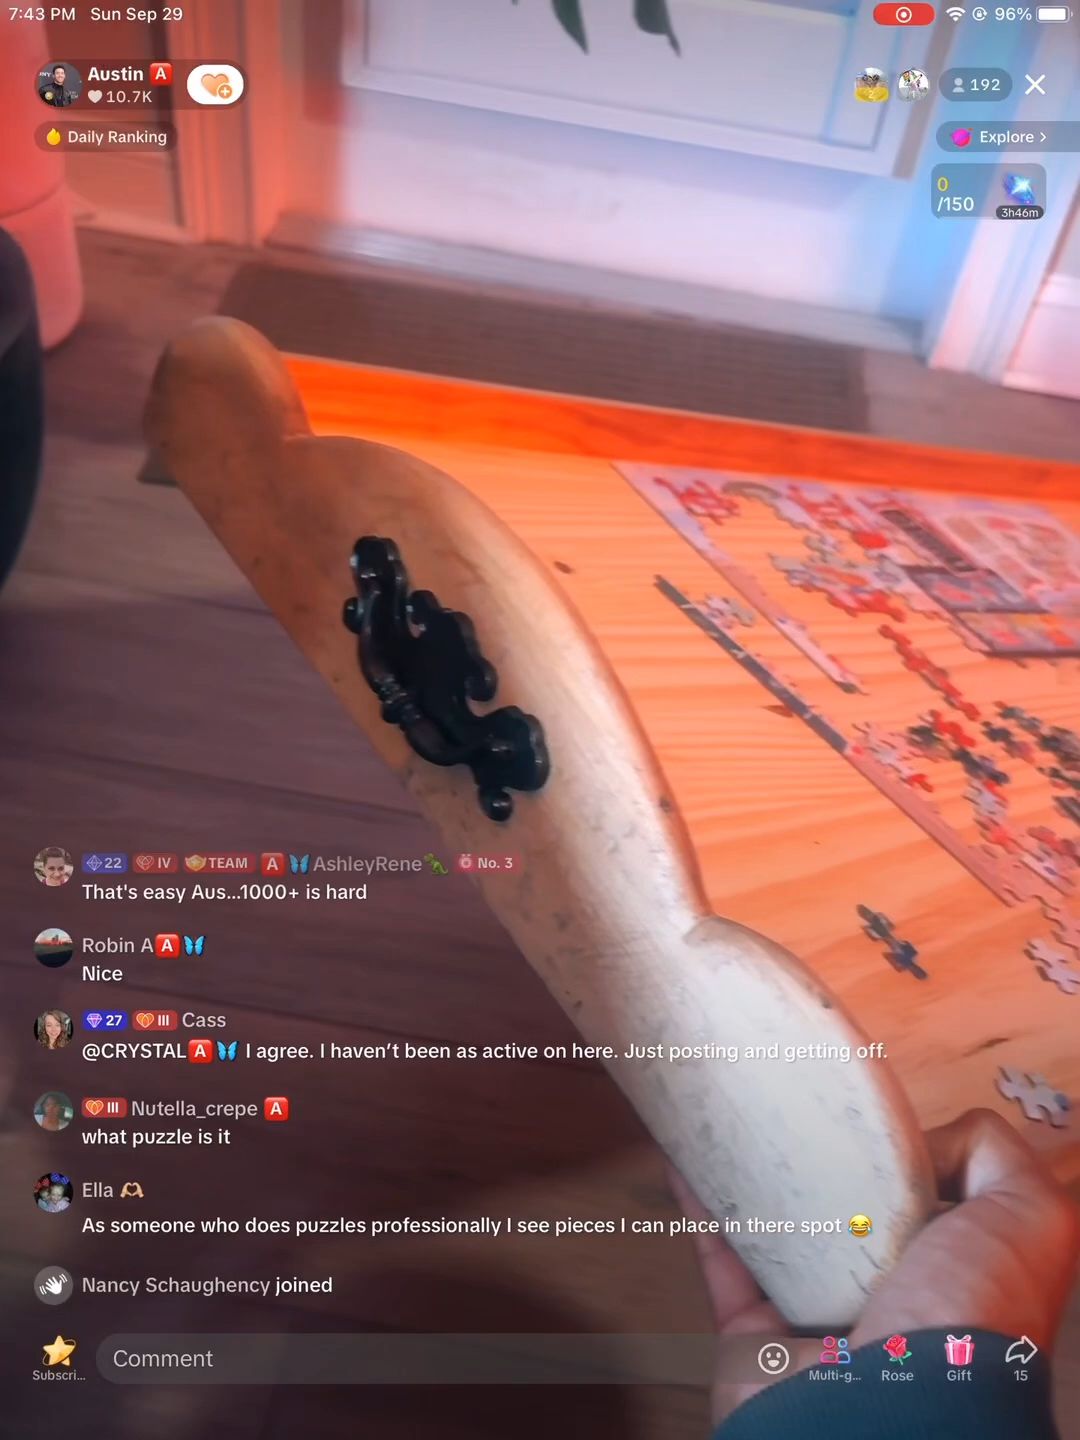 7:43 PM Sun Sep 29
96%
Austin A
10.7K
2
1
192
Daily Ranking
Explore >
0
/150
3h46m
22 IV TEAM A AshleyRene No. 3
That's easy Aus...1000+ is hard
Robin A A
Nice
27 III Cass
@CRYSTAL A I agree. I haven't been as active on here. Just posting and getting off.
III Nutella_crepe A
what puzzle is it
Ella
As someone who does puzzles professionally I see pieces I can place in there spot
Nancy Schaughency joined
Comment
Subscri...
Multi-g...
Rose
Gift
15